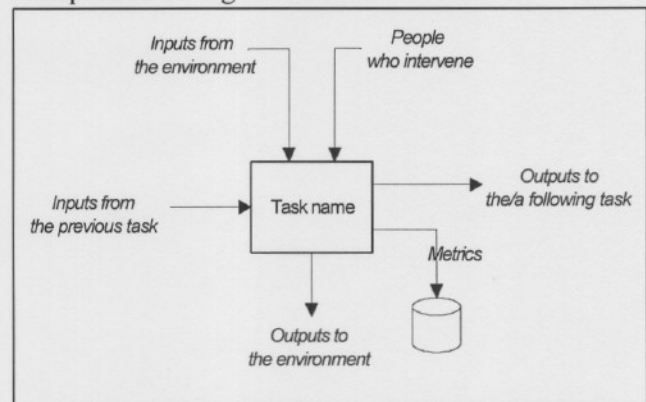 Inputs from
the environment
People
who intervene
Inputs from
the previous task
Task name
Outputs to
the/a following task
Metrics
Outputs to
the environment